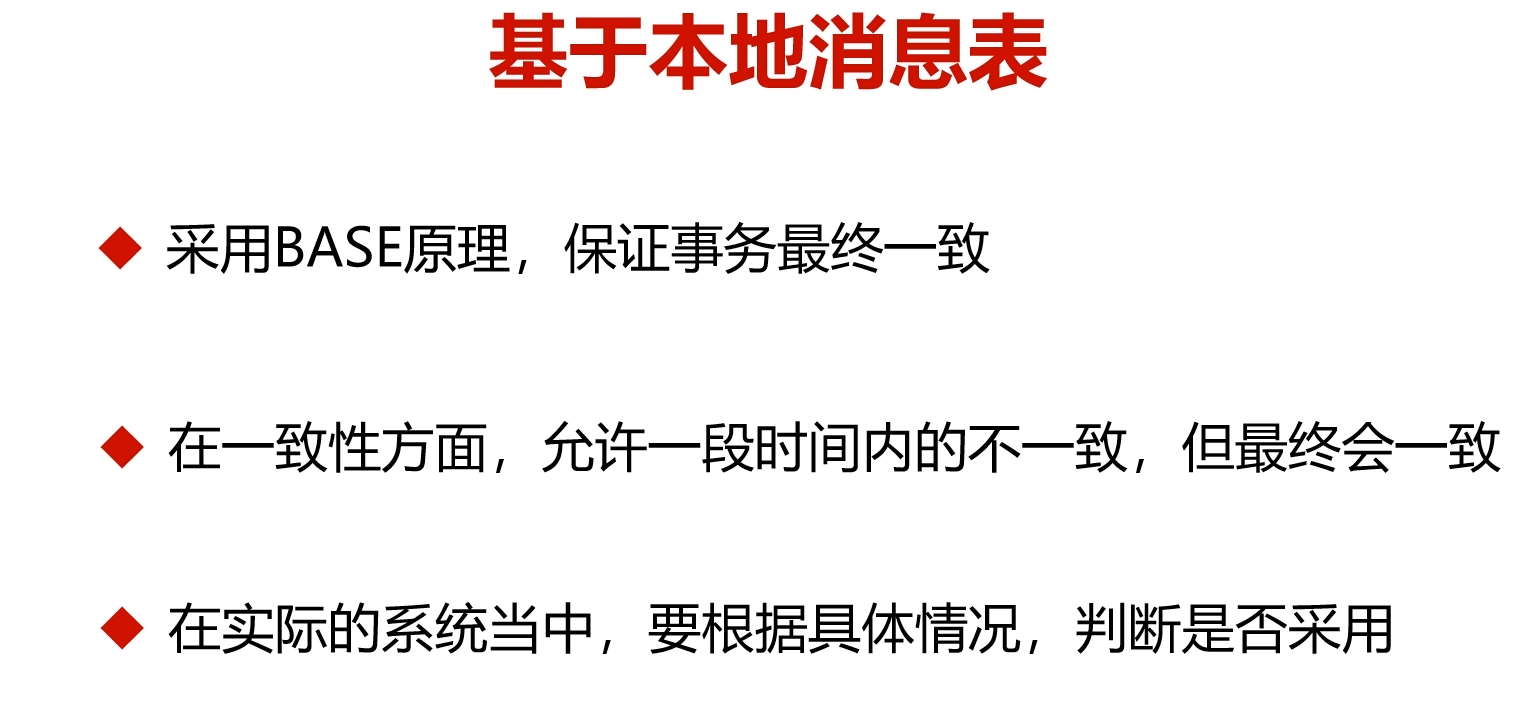 基于本地消息表
采用BASE原理，保证事务最终一致
在一致性方面，允许一段时间内的不一致，但最终会一致
在实际的系统当中，要根据具体情况，判断是否采用